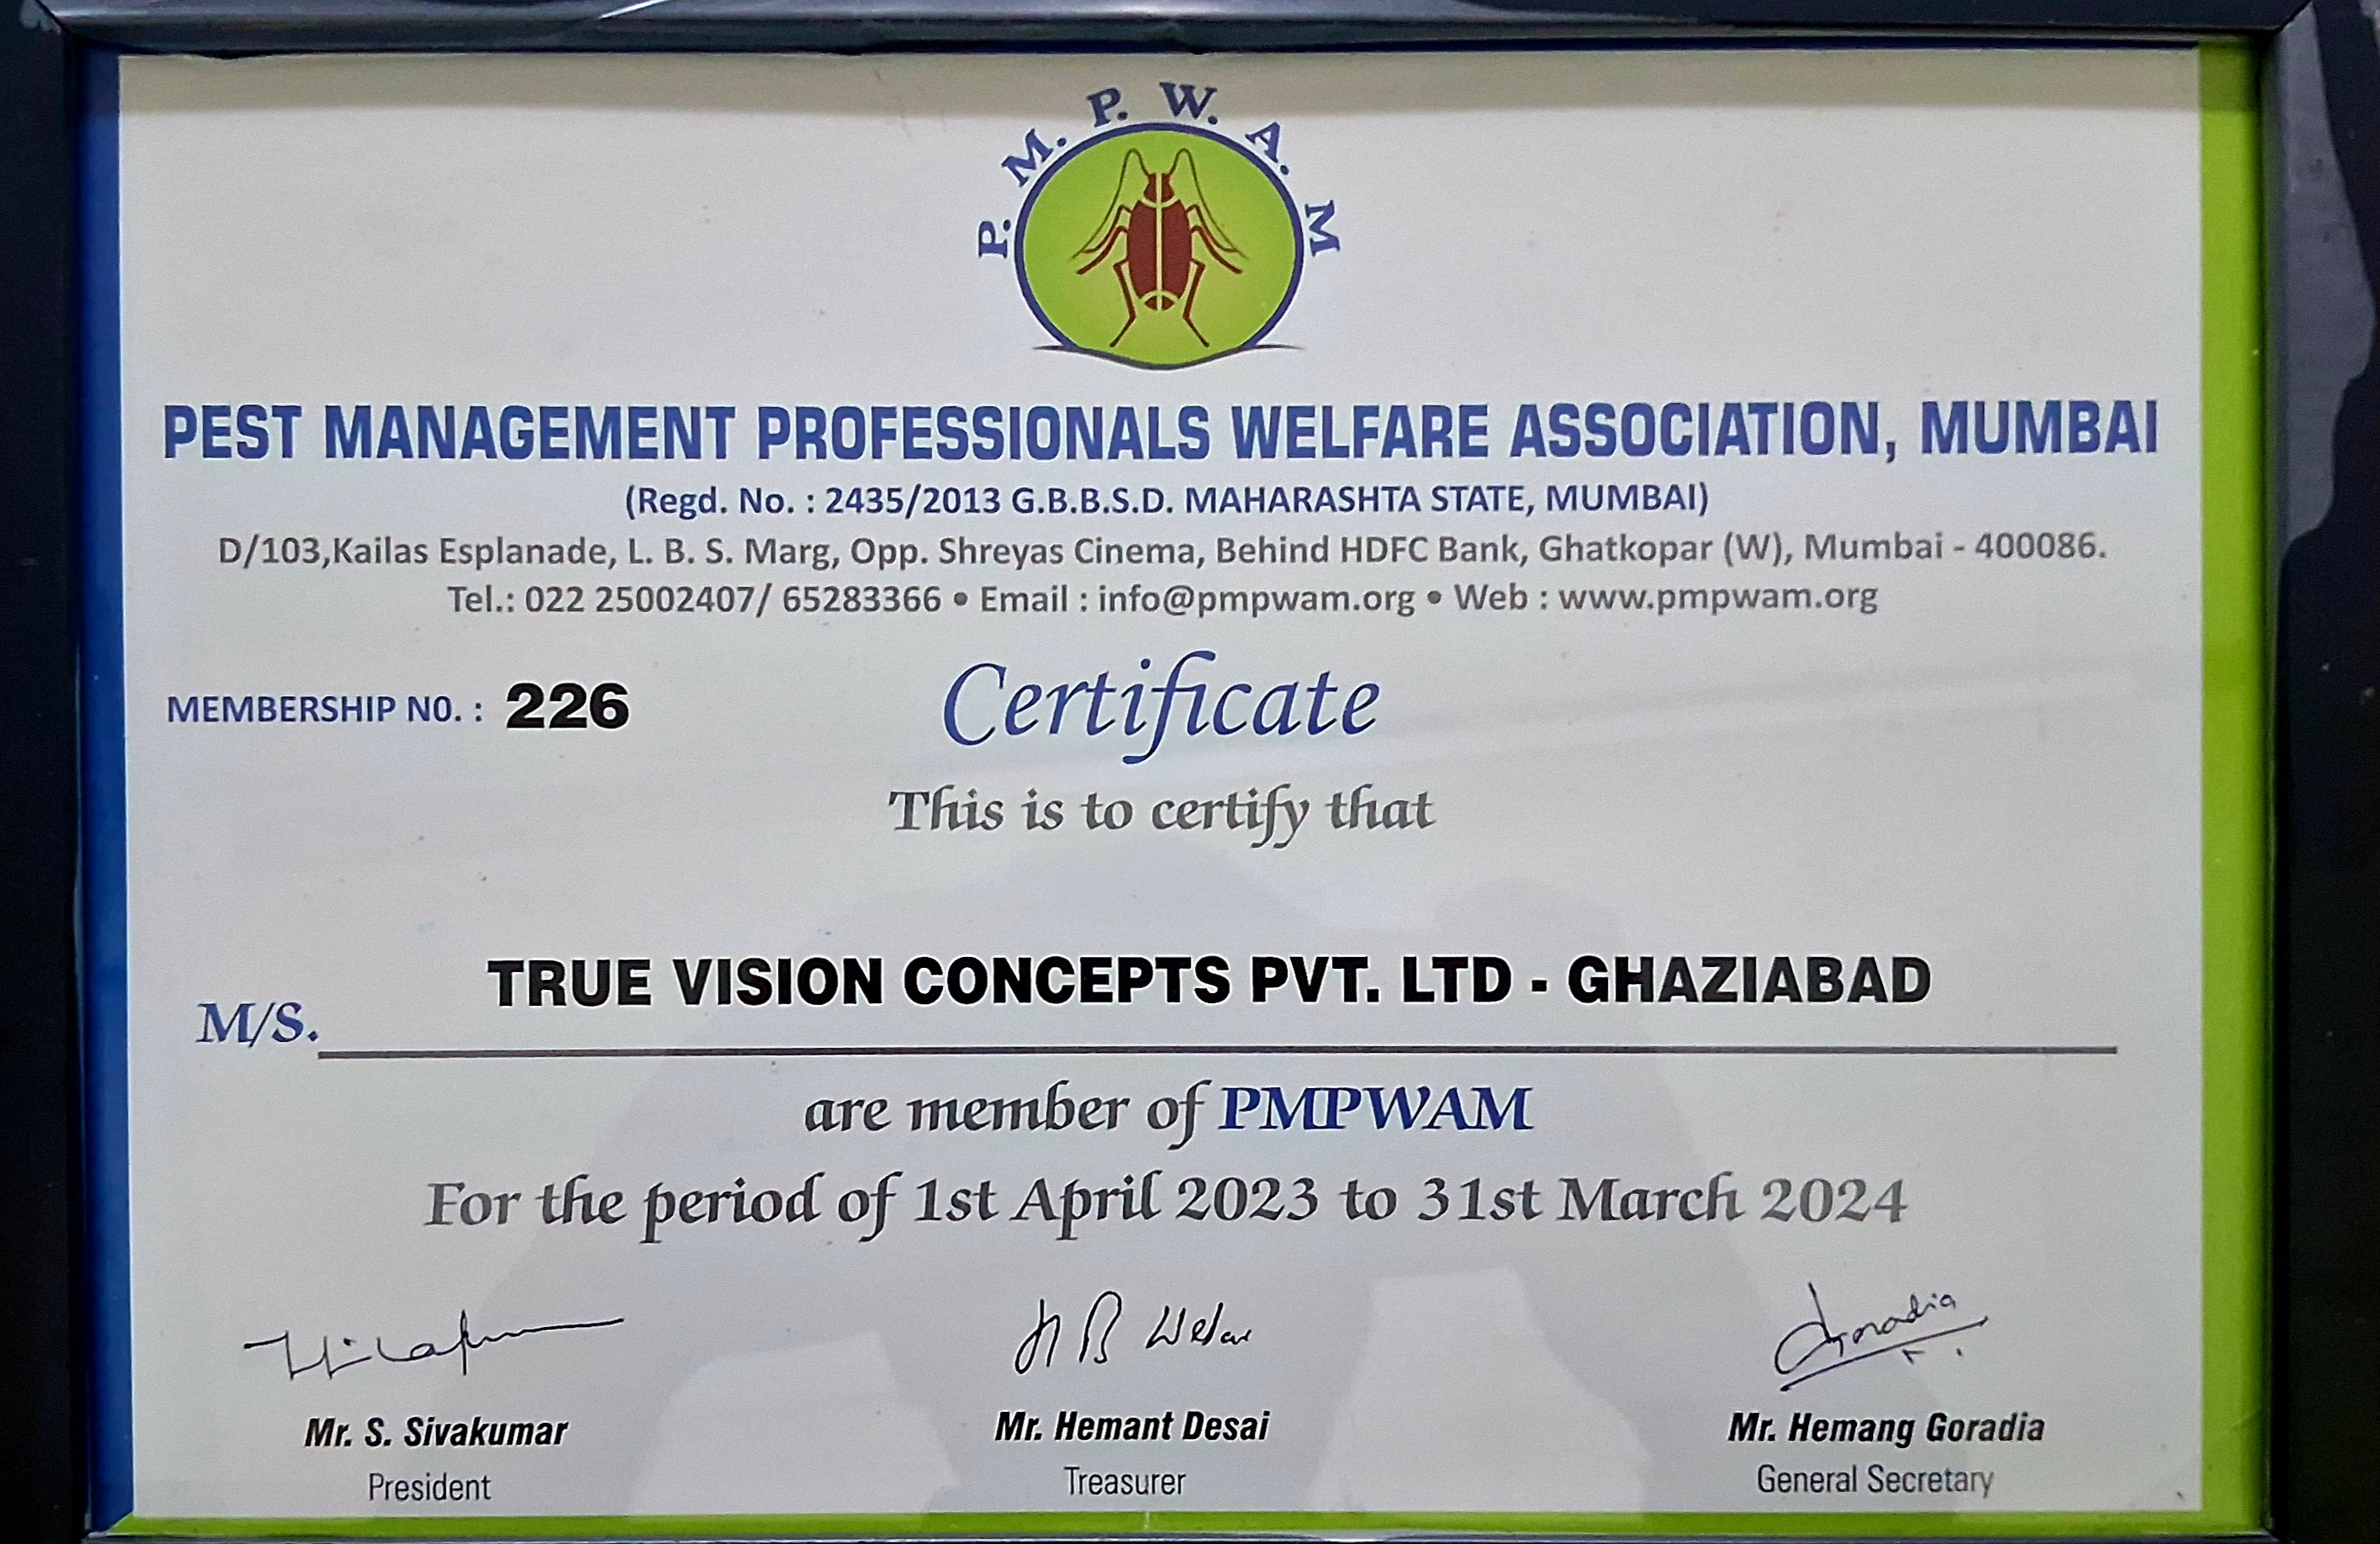 P. M. P. W. A. M
PEST MANAGEMENT PROFESSIONALS WELFARE ASSOCIATION, MUMBAI
(Regd. No. : 2435/2013 G.B.B.S.D. MAHARASHTA STATE, MUMBAI)
D/103,Kailas Esplanade, L. B. S. Marg, Opp. Shreyas Cinema, Behind HDFC Bank, Ghatkopar (W), Mumbai - 400086.
Tel.: 022 25002407/ 65283366 • Email : info@pmpwam.org • Web : www.pmpwam.org
MEMBERSHIP NO. : 226
Certificate
This is to certify that
M/S. TRUE VISION CONCEPTS PVT. LTD - GHAZIABAD
are member of PMPWAM
For the period of 1st April 2023 to 31st March 2024
Mr. S. Sivakumar Mr. Hemant Desai Mr. Hemang Goradia
President Treasurer General Secretary